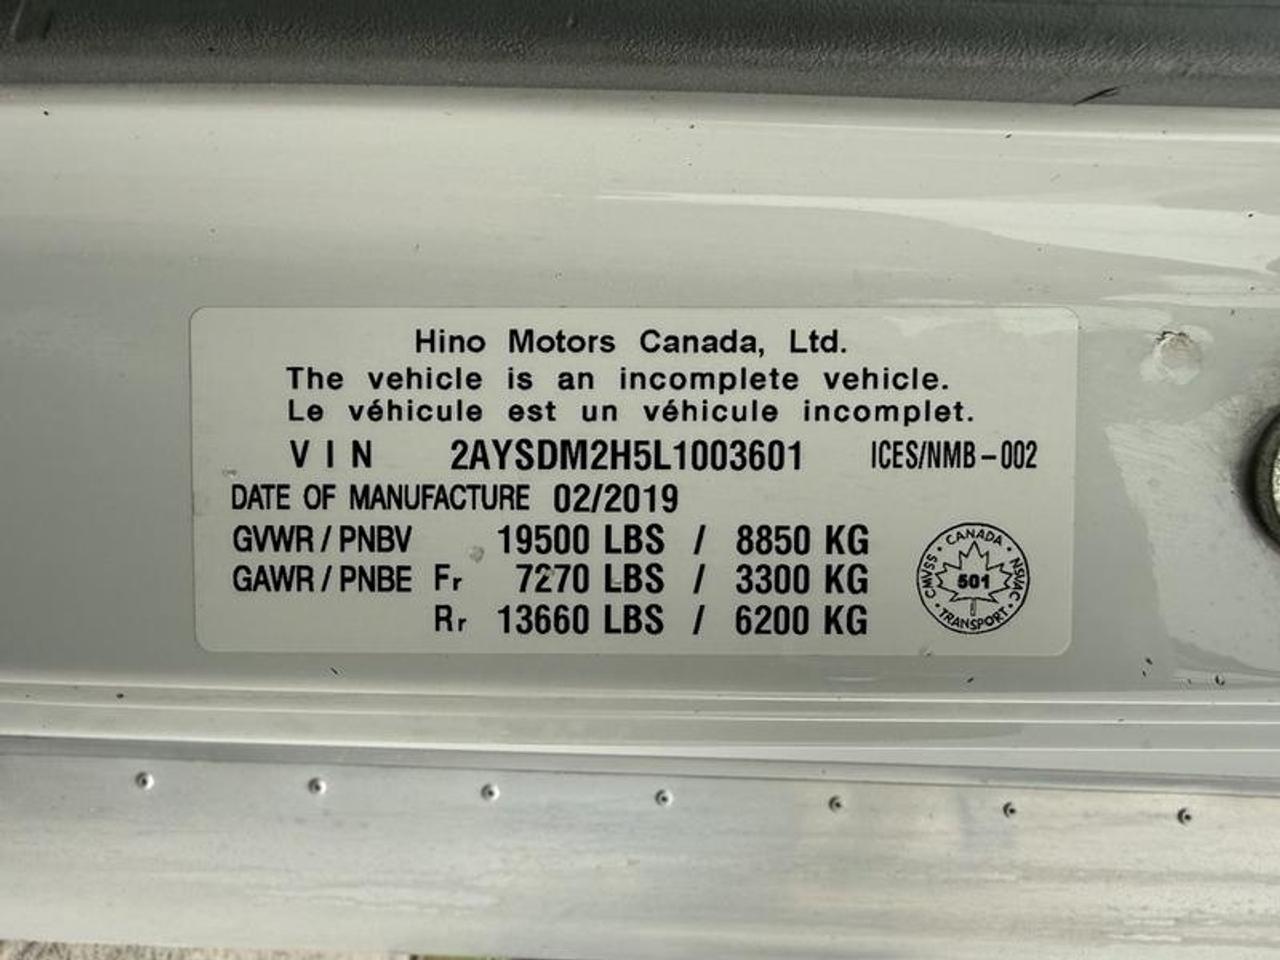 Hino Motors Canada, Ltd.
The vehicle is an incomplete vehicle.
Le véhicule est un véhicule incomplet.
VIN 2AYSDM2H5L1003601 ICES/NMB-002
DATE OF MANUFACTURE 02/2019
GVWR / PNBV 19500 LBS / 8850 KG
GAWR / PNBE Fr 7270 LBS / 3300 KG
Rr 13660 LBS / 6200 KG
CANADA
CMVSS 501 NSVAC
TRANSPORT